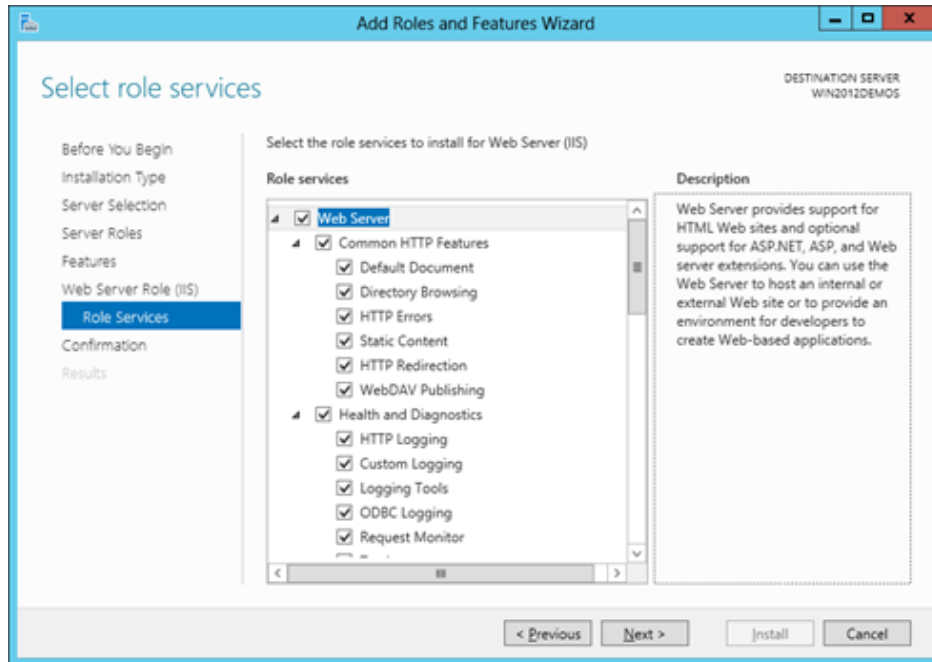 Add Roles and Features Wizard
Select role services
DESTINATION SERVER
WIN2012DEMOS
Before You Begin
Installation Type
Server Selection
Server Roles
Features
Web Server Role (IIS)
Role Services
Confirmation
Results
Select the role services to install for Web Server (IIS)
Role services
Web Server
Common HTTP Features
Default Document
Directory Browsing
HTTP Errors
Static Content
HTTP Redirection
WebDAV Publishing
Health and Diagnostics
HTTP Logging
Custom Logging
Logging Tools
ODBC Logging
Request Monitor
Description
Web Server provides support for
HTML Web sites and optional
support for ASP.NET, ASP, and Web
server extensions. You can use the
Web Server to host an internal or
external Web site or to provide an
environment for developers to
create Web-based applications.
< Previous
Next >
Install
Cancel